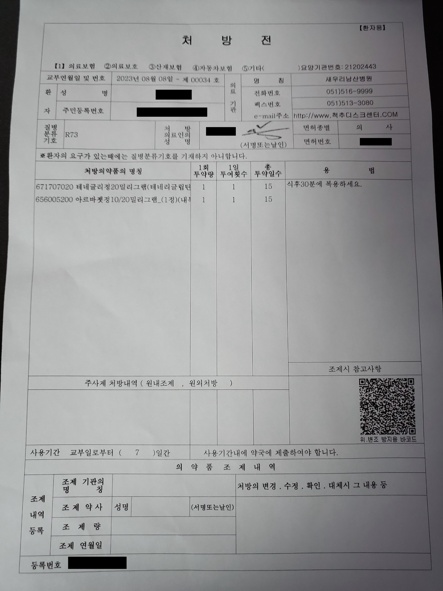 【환자용】
처 방 전
【1】의료보험 ②의료보호 ③산재보험 ④자동차보험 ⑤기타( )요양기관번호: 21202443
교부연월일 및 번호 2023년 08월 09일 - 제 00034 호
의료기관
명 칭 새우리남산병원
환자
성 명
전화번호 051)516-9999
팩스번호 051)513-3080
주민등록번호
e-mail주소 http://www.척추디스크센터.COM
질병분류기호 R73
처 방 의료인의 성 명
(서명또는날인)
면허종별 의 사
면허번호
※환자의 요구가 있는때에는 질병분류기호를 기재하지 아니합니다.
처방의약품의 명칭 1회투약량 1일투여횟수 총투약일수 용 법
671707020 테네글리정20밀리그램(테네리글립틴 1 1 15 식후30분에 복용하세요.
656005200 아르바젯정10/20밀리그램_(1정)(내 1 1 15
조제시 참고사항
주사제 처방내역 ( 원내조제 , 원외처방 )
위.변조 방지용 바코드
사용기간 교부일로부터 ( 7 )일간 사용기간내에 약국에 제출하여야 합니다.
의 약 품 조 제 내 역
조제내역등록
조제 기관의 명 칭
처방의 변경 , 수정 , 확인 , 대체시 그 내용 등
조 제 약 사 성명 (서명또는날인)
조 제 량
조제 연월일
등록번호